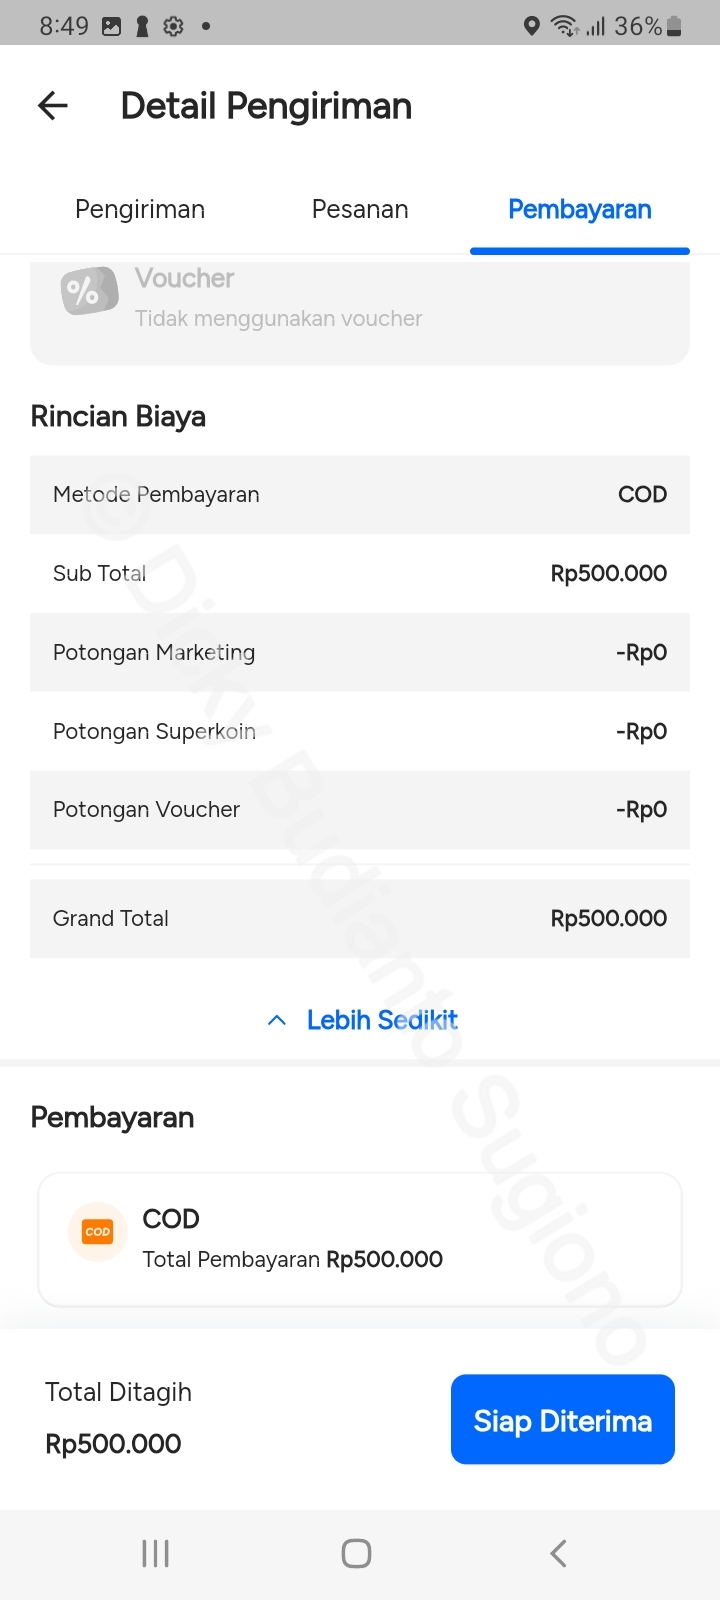 8:49
36%
Detail Pengiriman
Pengiriman Pesanan Pembayaran
%
Voucher
Tidak menggunakan voucher
Rincian Biaya
Metode Pembayaran COD
Sub Total Rp500.000
Potongan Marketing -Rp0
Potongan Superkoin -Rp0
Potongan Voucher -Rp0
Grand Total Rp500.000
Lebih Sedikit
Pembayaran
COD
COD
Total Pembayaran Rp500.000
Total Ditagih
Rp500.000
Siap Diterima
© Dicky Budianto Sugiono